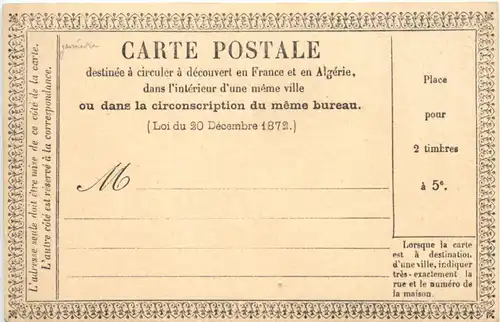 L'adresse seule doit être mise de ce côté de la carte.
L'autre côté est réservé à la correspondance.
CARTE POSTALE
destinée à circuler à découvert en France et en Algérie,
dans l'intérieur d'une même ville
ou dans la circonscription du même bureau.
(Loi du 20 Décembre 1872.)
M
Place
pour
2 timbres
à 5c.
Lorsque la carte
est à destination
d'une ville, indiquer
très-exactement la
rue et le numéro de
la maison.